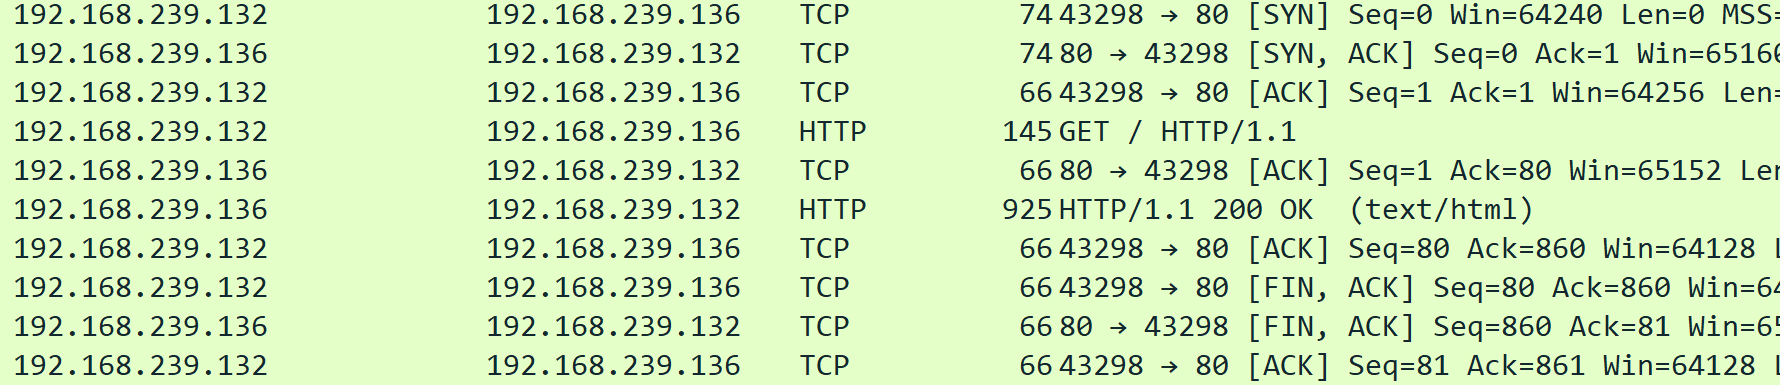 192.168.239.132 192.168.239.136 TCP 74 43298 → 80 [SYN] Seq=0 Win=64240 Len=0 MSS=
192.168.239.136 192.168.239.132 TCP 74 80 → 43298 [SYN, ACK] Seq=0 Ack=1 Win=65160
192.168.239.132 192.168.239.136 TCP 66 43298 → 80 [ACK] Seq=1 Ack=1 Win=64256 Len=
192.168.239.132 192.168.239.136 HTTP 145 GET / HTTP/1.1
192.168.239.136 192.168.239.132 TCP 66 80 → 43298 [ACK] Seq=1 Ack=80 Win=65152 Len
192.168.239.136 192.168.239.132 HTTP 925 HTTP/1.1 200 OK (text/html)
192.168.239.132 192.168.239.136 TCP 66 43298 → 80 [ACK] Seq=80 Ack=860 Win=64128 L
192.168.239.132 192.168.239.136 TCP 66 43298 → 80 [FIN, ACK] Seq=80 Ack=860 Win=64
192.168.239.136 192.168.239.132 TCP 66 80 → 43298 [FIN, ACK] Seq=860 Ack=81 Win=65
192.168.239.132 192.168.239.136 TCP 66 43298 → 80 [ACK] Seq=81 Ack=861 Win=64128 L